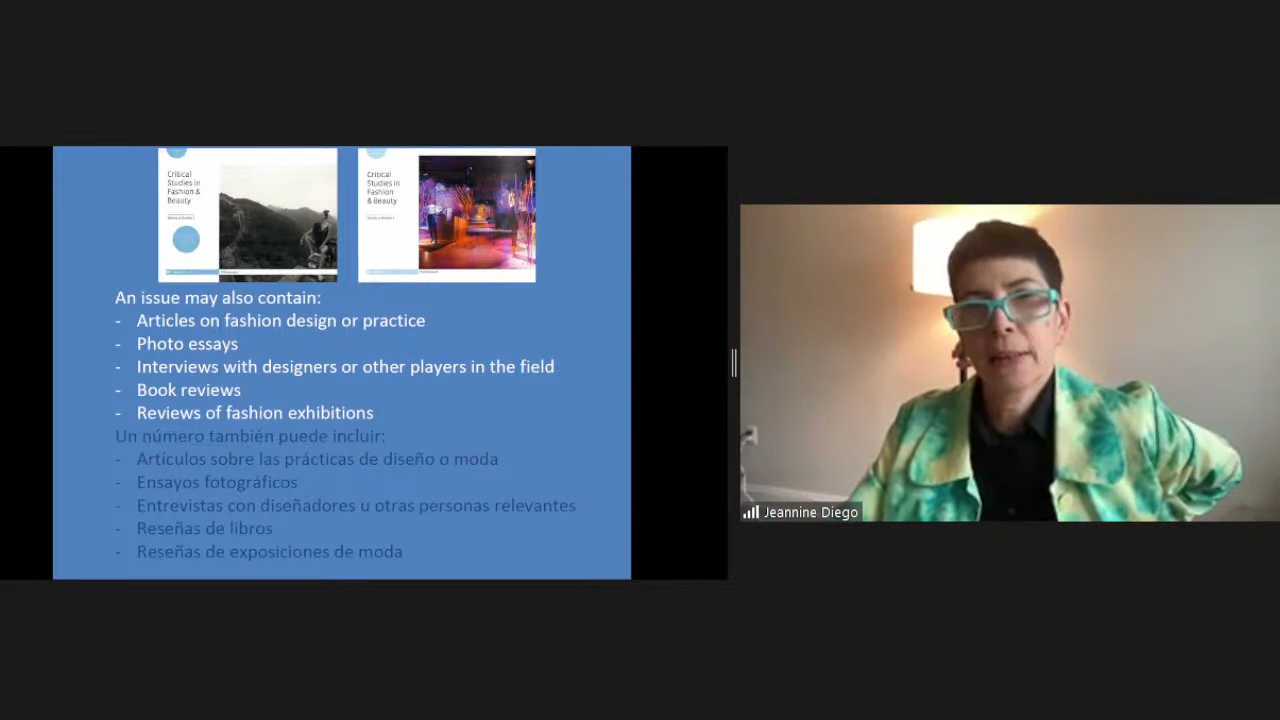 Critical
Studies in
Fashion &
Beauty
Critical
Studies in
Fashion
& Beauty
An issue may also contain:
- Articles on fashion design or practice
- Photo essays
- Interviews with designers or other players in the field
- Book reviews
- Reviews of fashion exhibitions
Un número también puede incluir:
- Artículos sobre las prácticas de diseño o moda
- Ensayos fotográficos
- Entrevistas con diseñadores u otras personas relevantes
- Reseñas de libros
- Reseñas de exposiciones de moda
Jeannine Diego